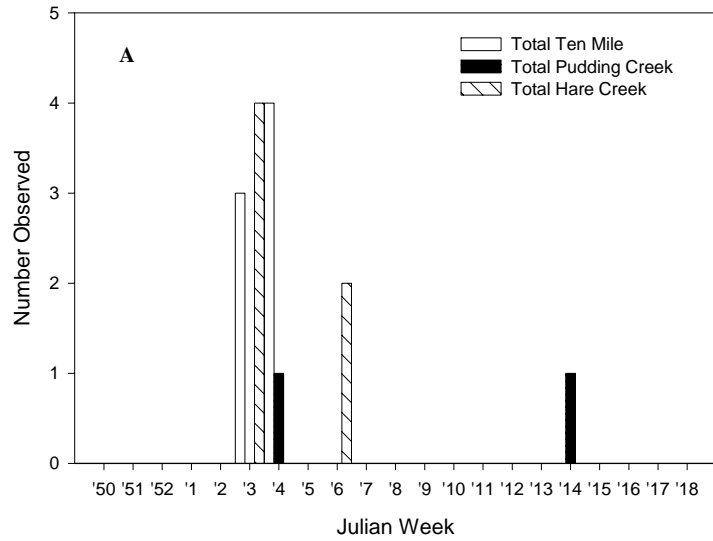 A
Total Ten Mile
Total Pudding Creek
Total Hare Creek
Number Observed
5
4
3
2
1
0
'50 '51 '52 '1 '2 '3 '4 '5 '6 '7 '8 '9 '10 '11 '12 '13 '14 '15 '16 '17 '18
Julian Week